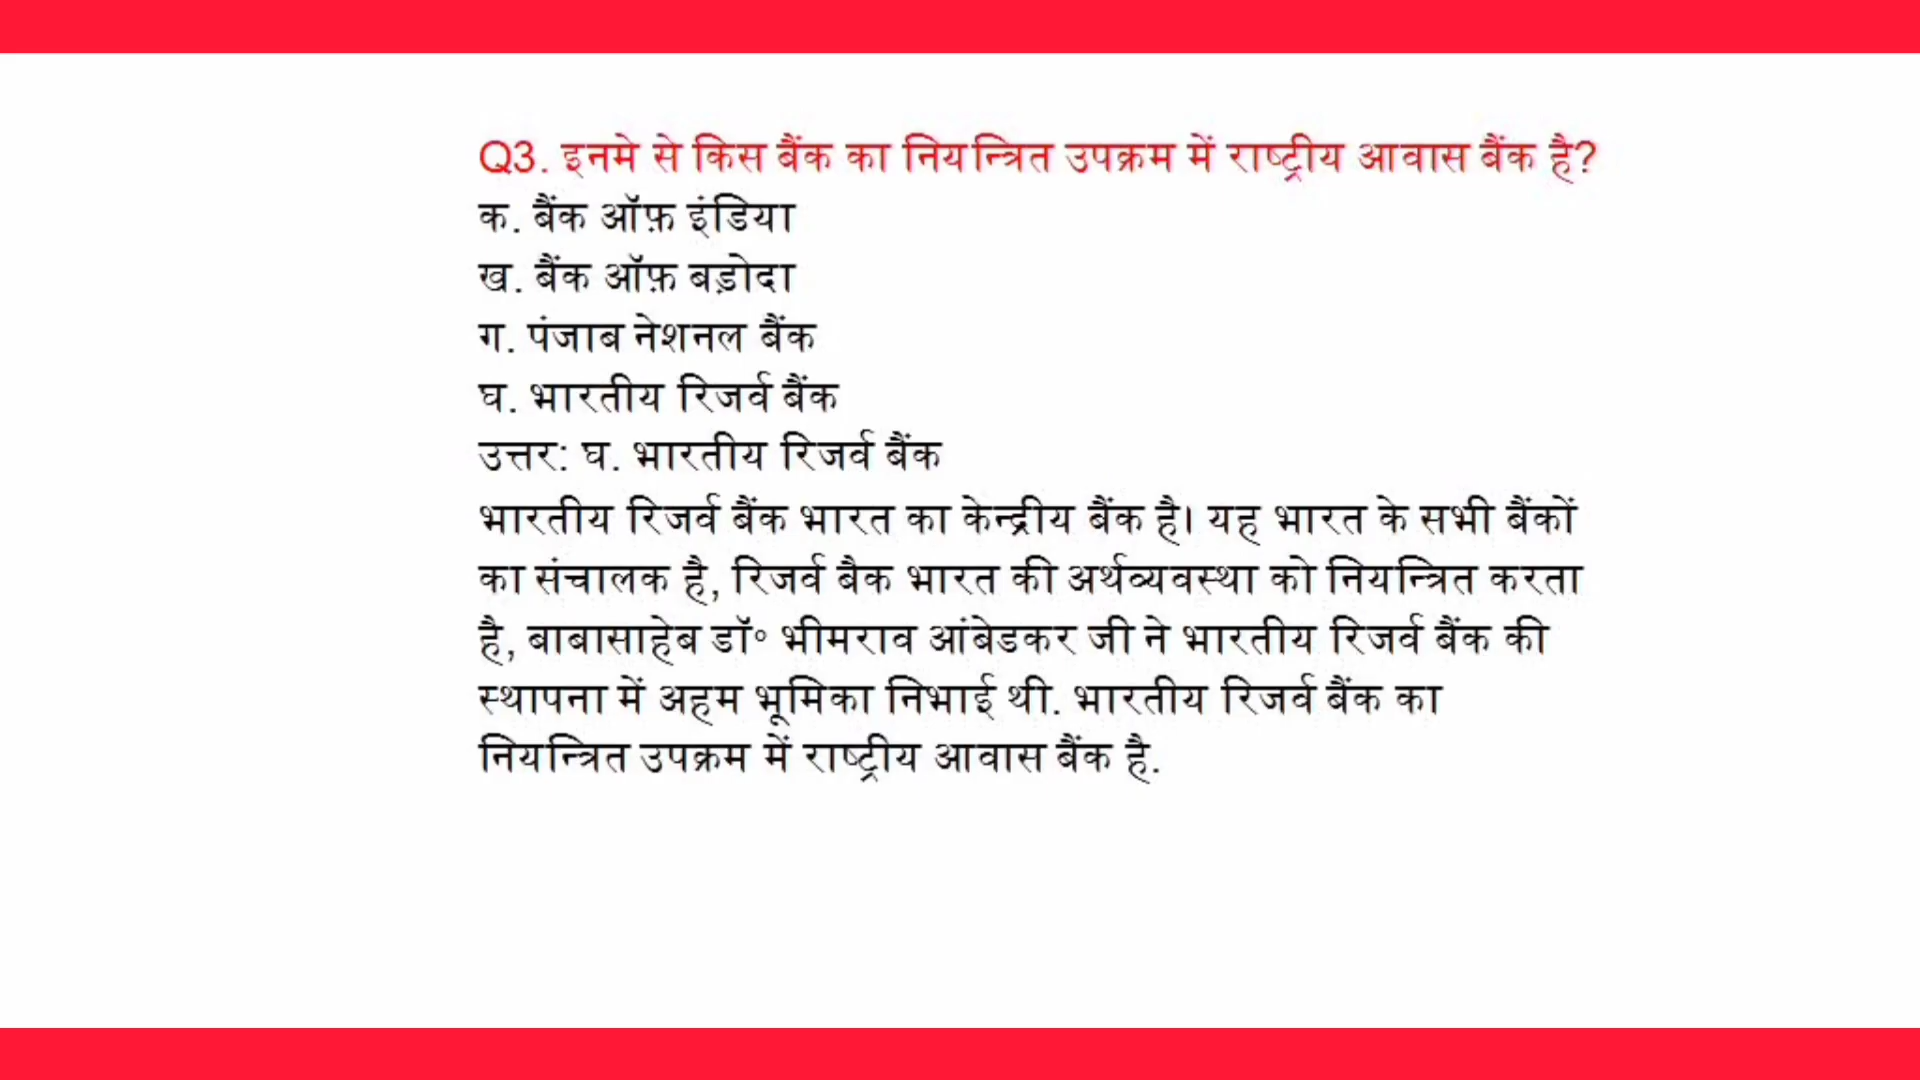 Q3. इनमे से किस बैंक का नियन्त्रित उपक्रम में राष्ट्रीय आवास बैंक है?
क. बैंक ऑफ़ इंडिया
ख. बैंक ऑफ़ बड़ोदा
ग. पंजाब नेशनल बैंक
घ. भारतीय रिजर्व बैंक
उत्तर: घ. भारतीय रिजर्व बैंक
भारतीय रिजर्व बैंक भारत का केन्द्रीय बैंक है। यह भारत के सभी बैंकों
का संचालक है, रिजर्व बैक भारत की अर्थव्यवस्था को नियन्त्रित करता
है, बाबासाहेब डॉ॰ भीमराव आंबेडकर जी ने भारतीय रिजर्व बैंक की
स्थापना में अहम भूमिका निभाई थी. भारतीय रिजर्व बैंक का
नियन्त्रित उपक्रम में राष्ट्रीय आवास बैंक है.